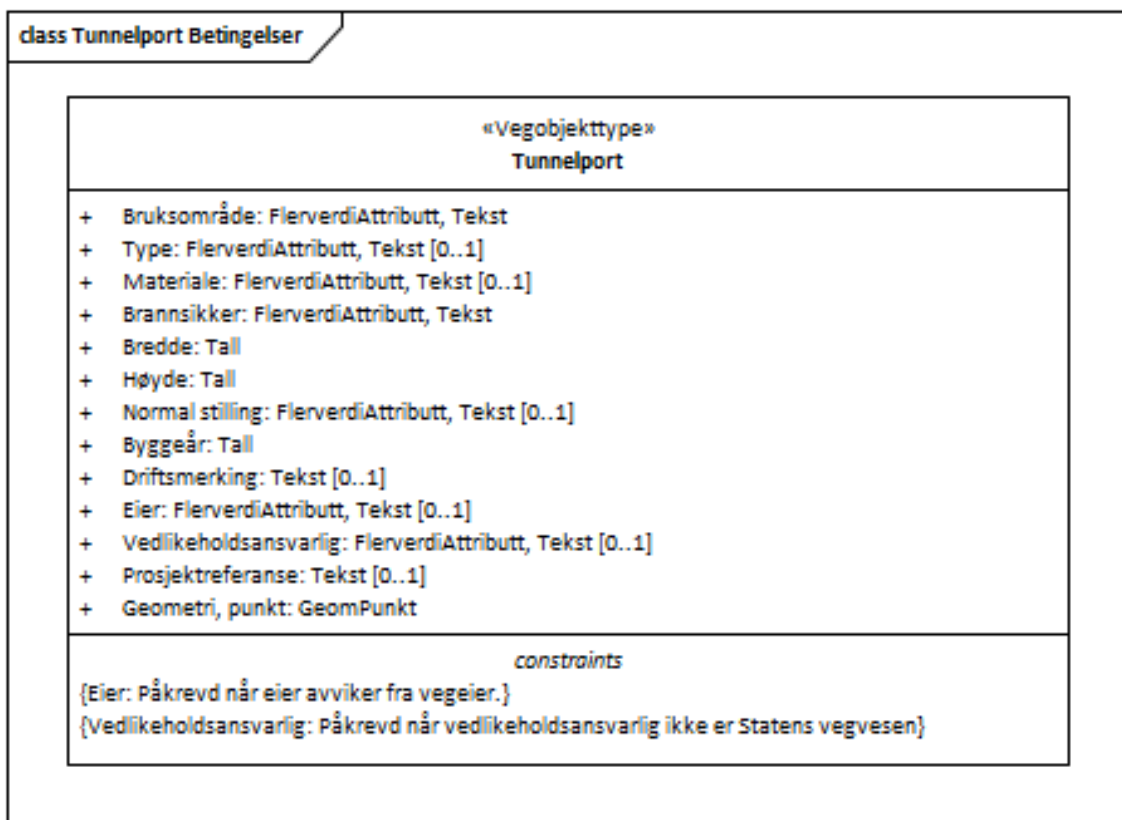 class Tunnelport Betingelser
«Vegobjekttype»
Tunnelport
+ Bruksområde: FlerverdiAttributt, Tekst
+ Type: FlerverdiAttributt, Tekst [0..1]
+ Materiale: FlerverdiAttributt, Tekst [0..1]
+ Brannsikker: FlerverdiAttributt, Tekst
+ Bredde: Tall
+ Høyde: Tall
+ Normal stilling: FlerverdiAttributt, Tekst [0..1]
+ Byggeår: Tall
+ Driftsmerking: Tekst [0..1]
+ Eier: FlerverdiAttributt, Tekst [0..1]
+ Vedlikeholdsansvarlig: FlerverdiAttributt, Tekst [0..1]
+ Prosjektreferanse: Tekst [0..1]
+ Geometri, punkt: GeomPunkt
constraints
{Eier: Påkrevd når eier avviker fra vegeier.}
{Vedlikeholdsansvarlig: Påkrevd når vedlikeholdsansvarlig ikke er Statens vegvesen}